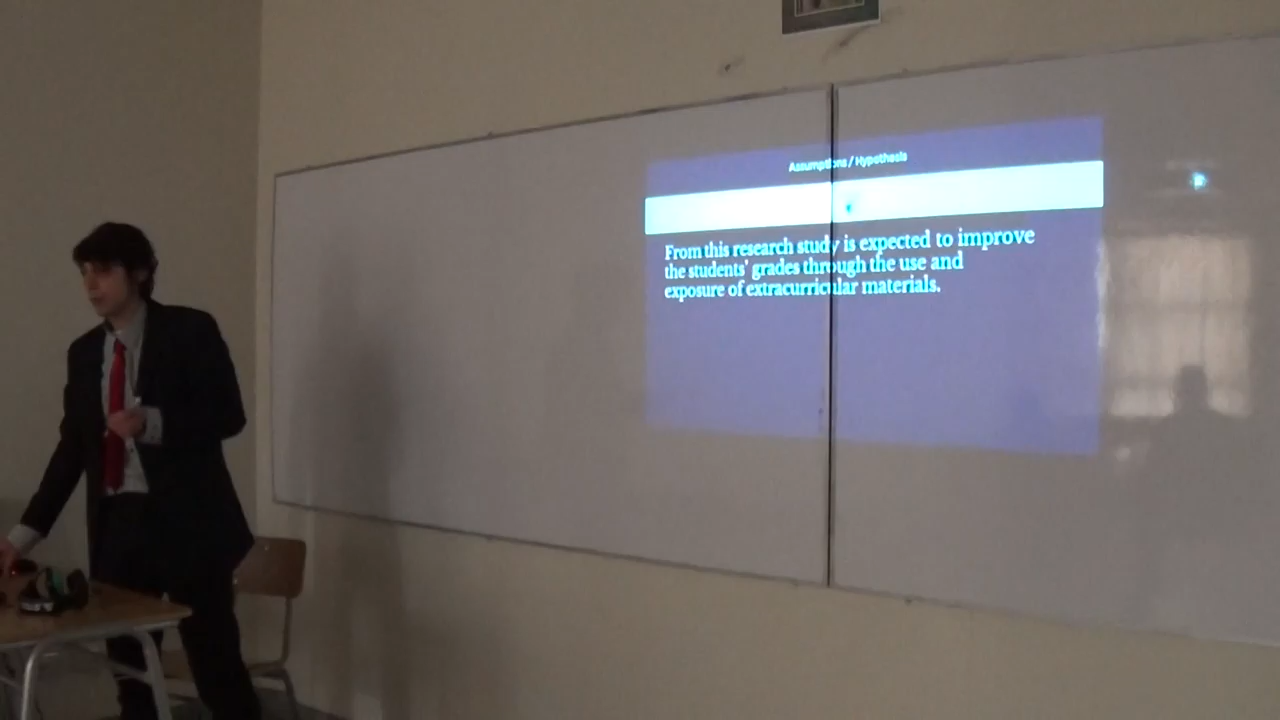 Assumptions / Hypothesis
From this research study is expected to improve
the students' grades through the use and
exposure of extracurricular materials.